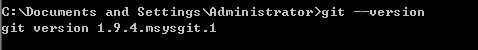 C:\Documents and Settings\Administrator>git --version
git version 1.9.4.msysgit.1